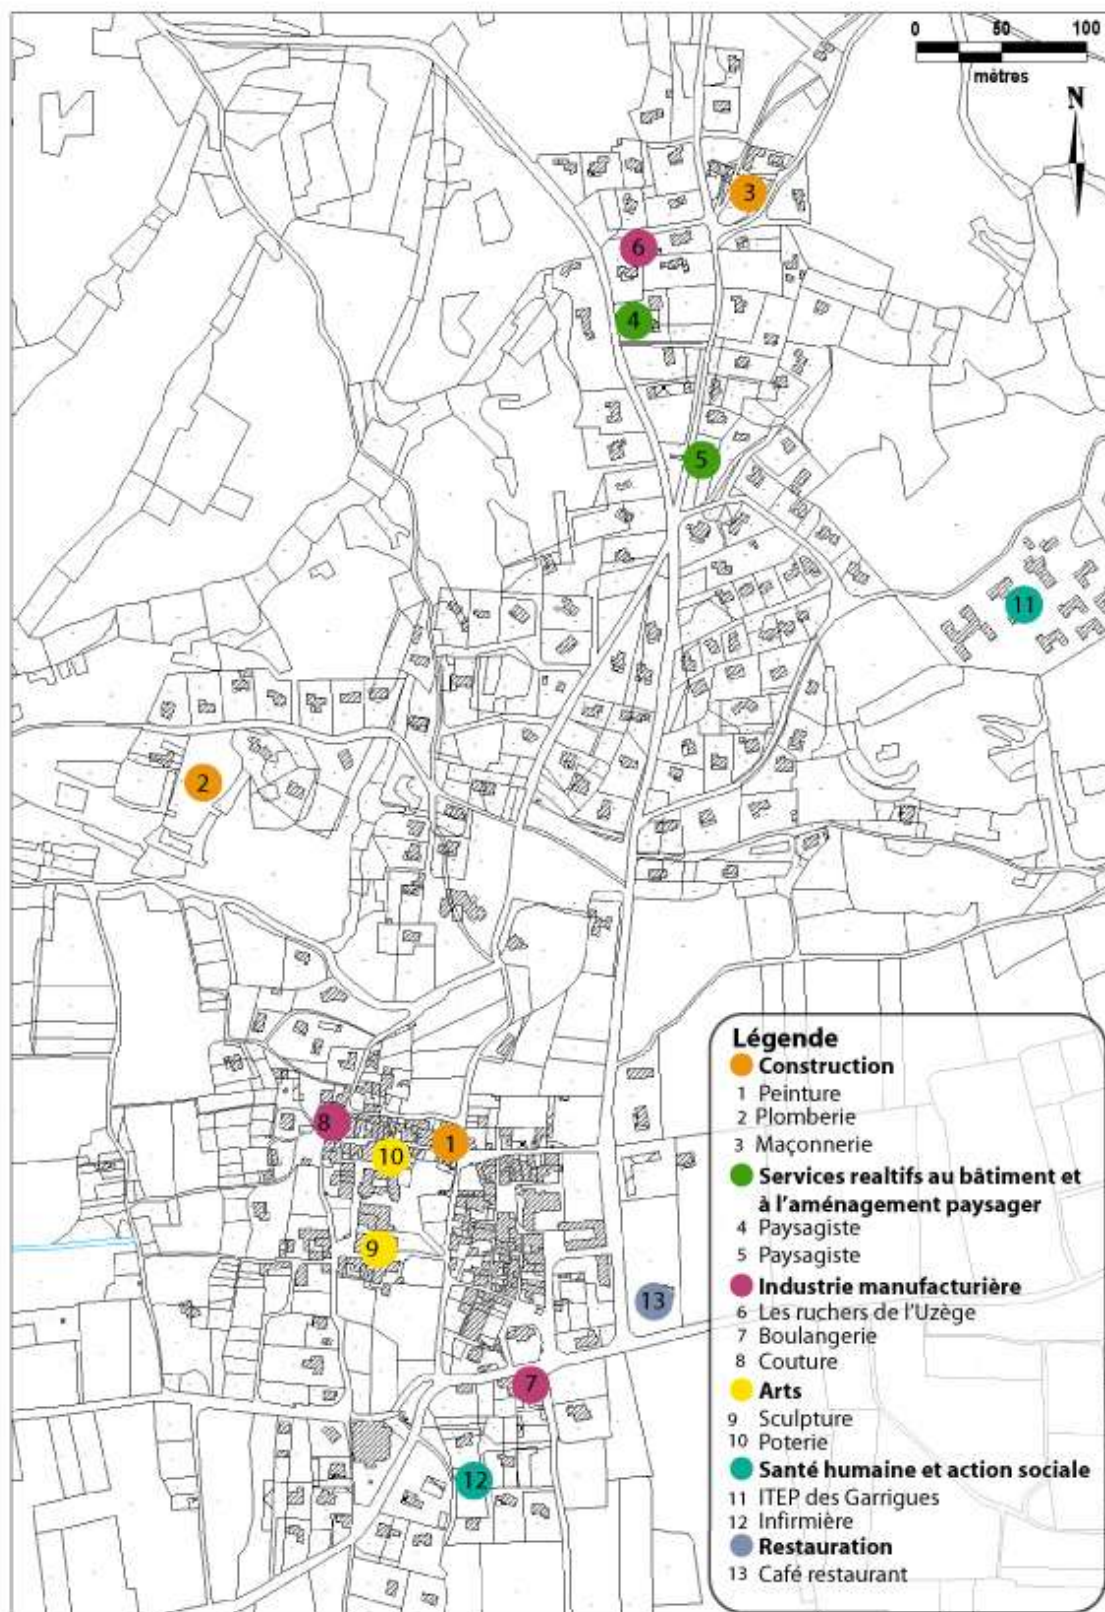 0 50 100
mètres
N
3
6
4
5
11
2
8
1
10
9
13
7
12
Légende
Construction
1 Peinture
2 Plomberie
3 Maçonnerie
Services realtifs au bâtiment et
à l'aménagement paysager
4 Paysagiste
5 Paysagiste
Industrie manufacturière
6 Les ruchers de l'Uzège
7 Boulangerie
8 Couture
Arts
9 Sculpture
10 Poterie
Santé humaine et action sociale
11 ITEP des Garrigues
12 Infirmière
Restauration
13 Café restaurant